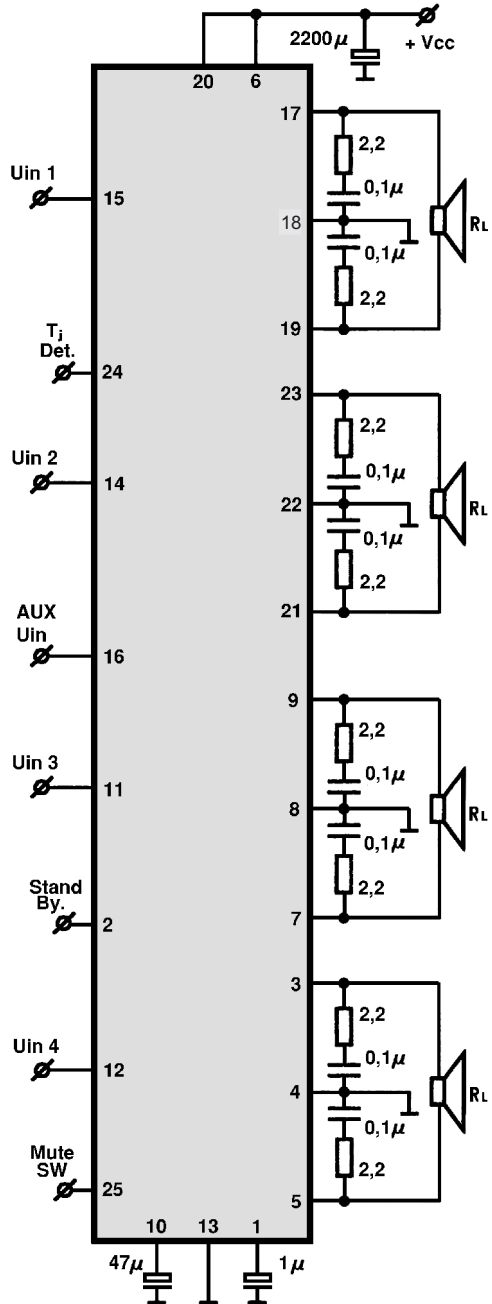 2200μ
+ Vcc
20 6
17
2,2
Uin 1
0,1μ
15
18
RL
0,1μ
2,2
19
Tj
Det.
24
23
2,2
Uin 2
0,1μ
14
22
RL
0,1μ
2,2
21
AUX
Uin
16
9
2,2
Uin 3
0,1μ
11
8
RL
0,1μ
2,2
7
Stand
By.
2
3
2,2
Uin 4
0,1μ
12
4
RL
0,1μ
2,2
5
Mute
SW
25
10 13 1
47μ
1μ